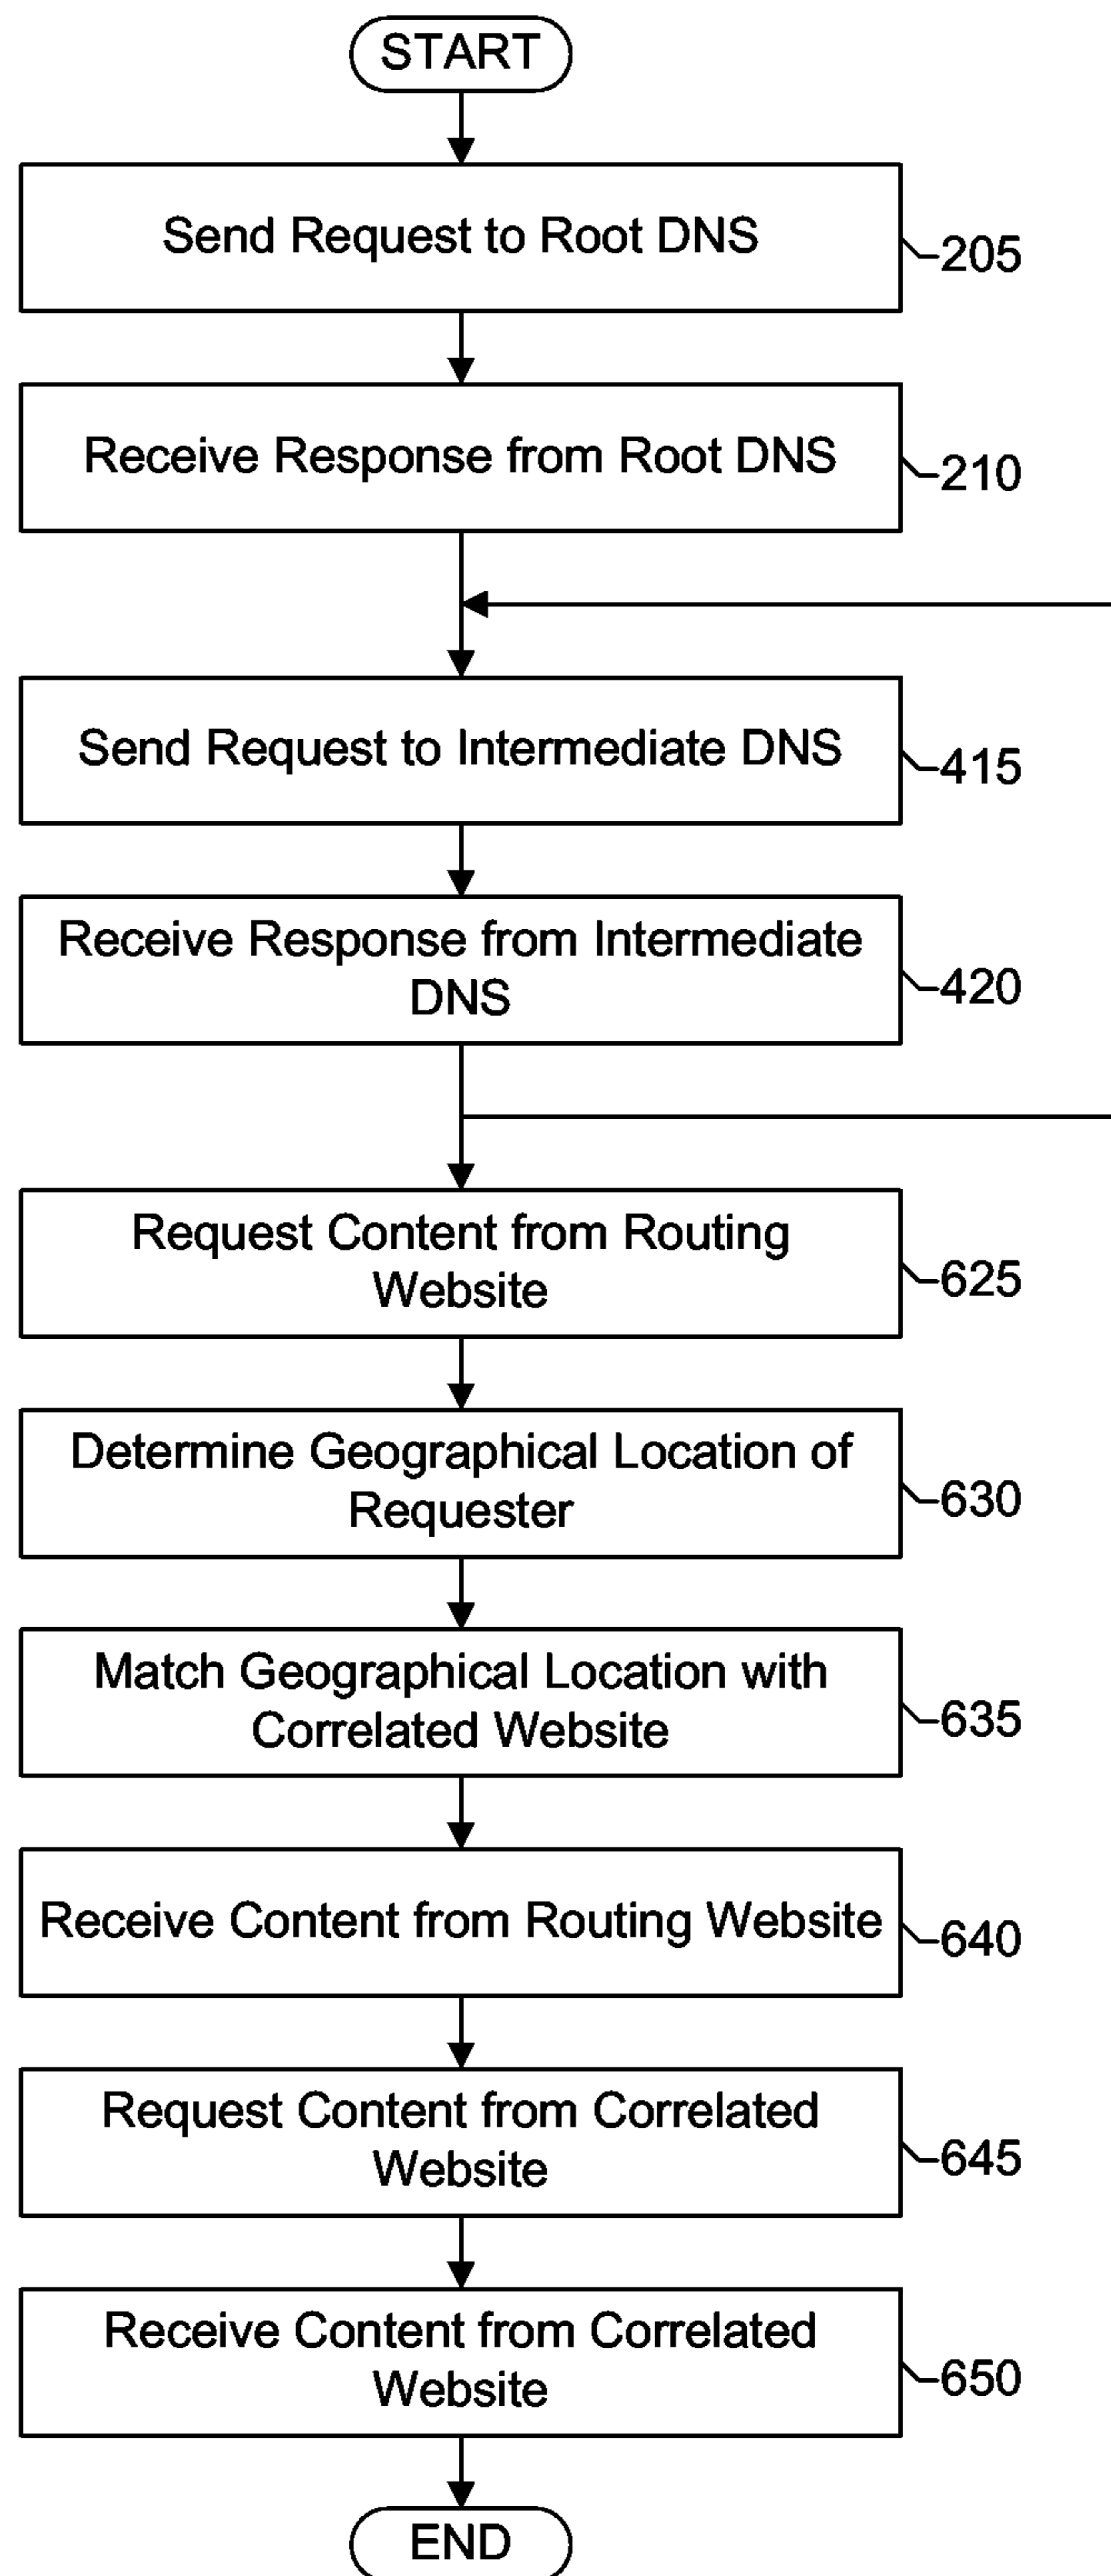 START
Send Request to Root DNS
205
Receive Response from Root DNS
210
Send Request to Intermediate DNS
415
Receive Response from Intermediate
DNS
420
Request Content from Routing
Website
625
Determine Geographical Location of
Requester
630
Match Geographical Location with
Correlated Website
635
Receive Content from Routing Website
640
Request Content from Correlated
Website
645
Receive Content from Correlated
Website
650
END